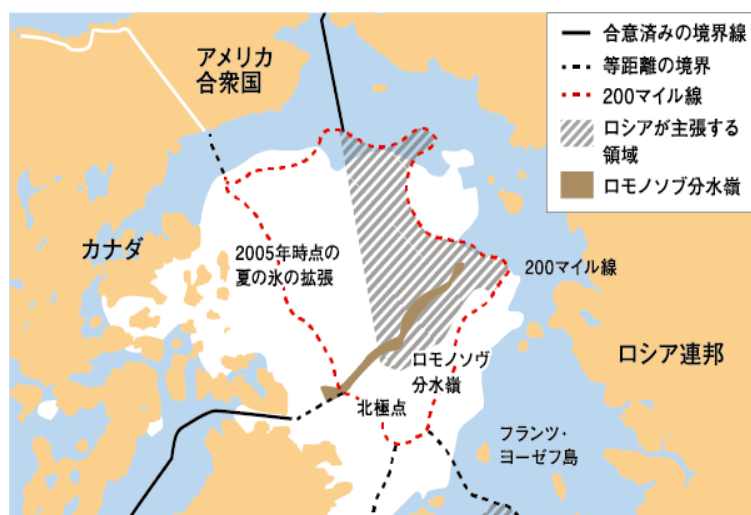 合意済みの境界線
等距離の境界
200マイル線
ロシアが主張する
領域
ロモノソブ分水嶺
アメリカ
合衆国
カナダ
2005年時点の
夏の氷の拡張
200マイル線
ロシア連邦
ロモノソヴ
分水嶺
北極点
フランツ・
ヨーゼフ島